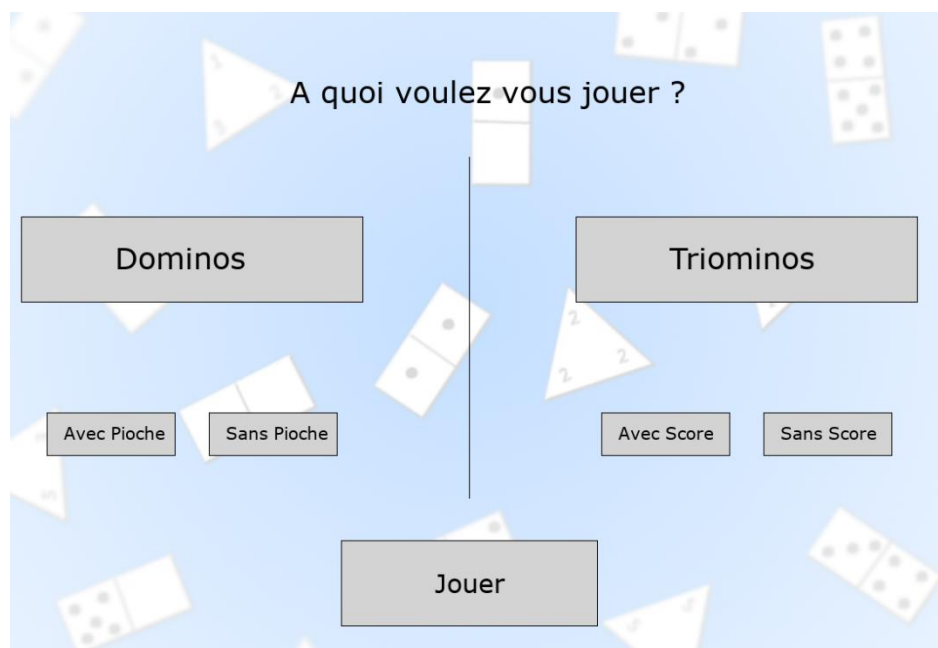 A quoi voulez vous jouer ?
Dominos
Triominos
Avec Pioche
Sans Pioche
Avec Score
Sans Score
Jouer